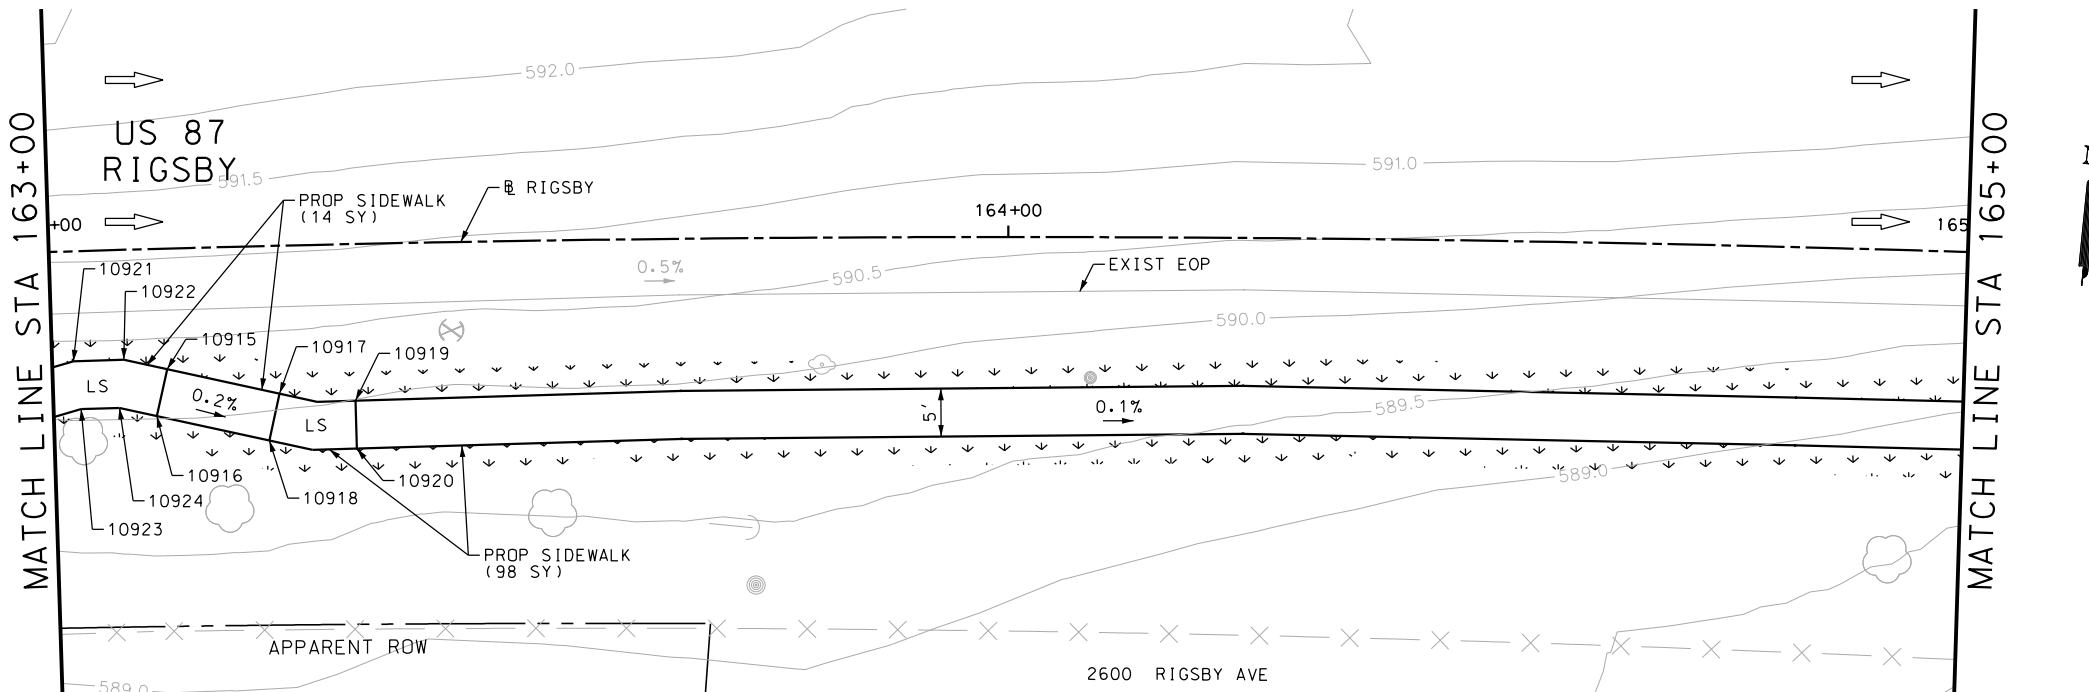 592.0
US 87
RIGSBY
591.5
PROP SIDEWALK
(14 SY)
BL RIGSBY
591.0
MATCH LINE STA 163+00
MATCH LINE STA 165+00
+00
164+00
165
10921
10922
0.5%
590.5
EXIST EOP
590.0
10915
10917
10919
LS
0.2%
LS
5'
0.1%
589.5
10916
10924
10923
10918
10920
589.0
PROP SIDEWALK
(98 SY)
APPARENT ROW
2600 RIGSBY AVE
589.0